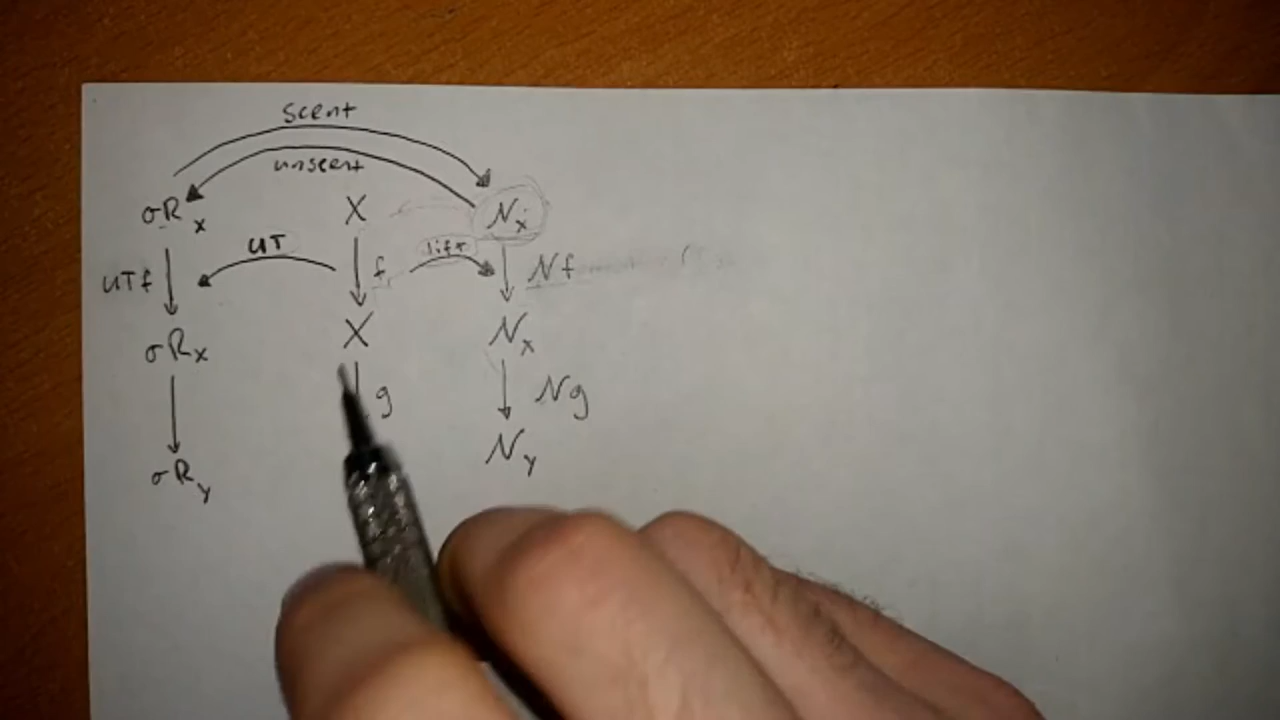 scent
unscent
σR x X N x
UT lift
UTf f Nf
σR x X N x
g Ng
σR y N y